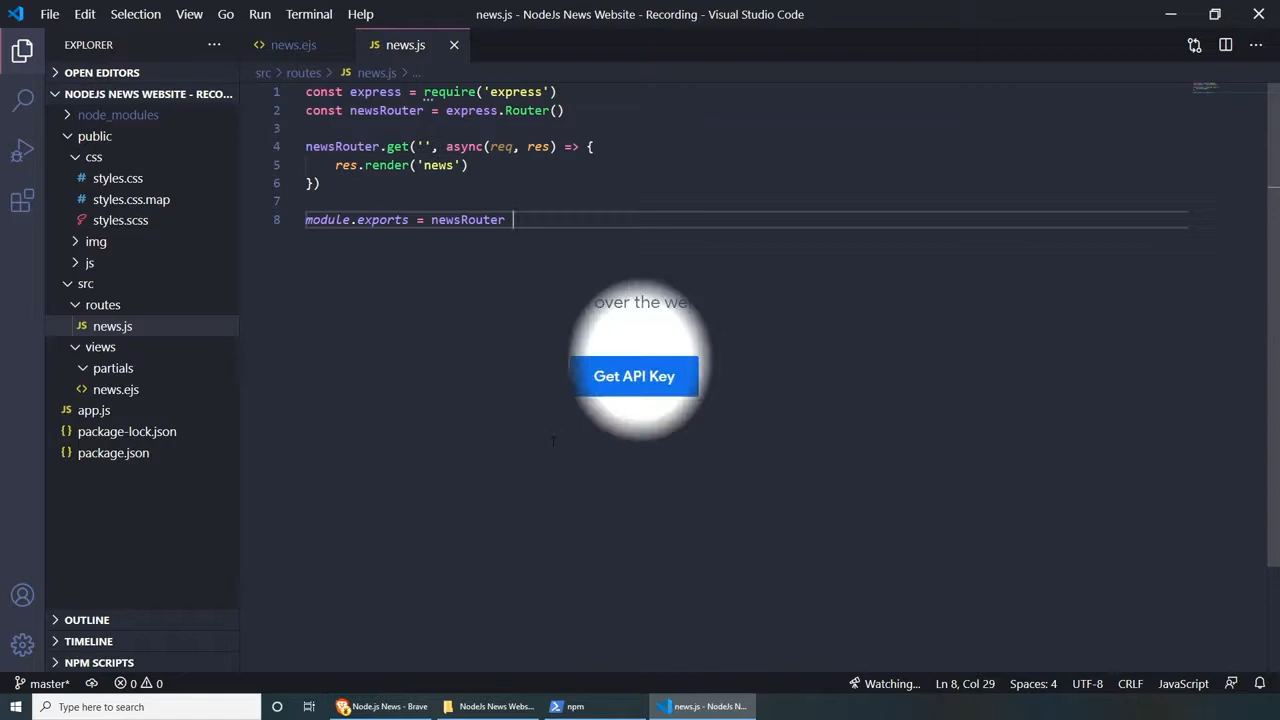 File Edit Selection View Go Run Terminal Help
news.js - NodeJs News Website - Recording - Visual Studio Code
EXPLORER
OPEN EDITORS
NODEJS NEWS WEBSITE - RECO...
node_modules
public
css
styles.css
styles.css.map
styles.scss
img
js
src
routes
news.js
views
partials
news.ejs
app.js
package-lock.json
package.json
OUTLINE
TIMELINE
NPM SCRIPTS
news.ejs
JS news.js
src > routes > JS news.js > ...
1 const express = require('express')
2 const newsRouter = express.Router()
3
4 newsRouter.get('', async(req, res) => {
5 res.render('news')
6 })
7
8 module.exports = newsRouter
over the we
Get API Key
master* 0 0
Watching... Ln 8, Col 29 Spaces: 4 UTF-8 CRLF JavaScript
Type here to search
Node.js News - Brave
NodeJs News Webs...
npm
news.js - NodeJs N...